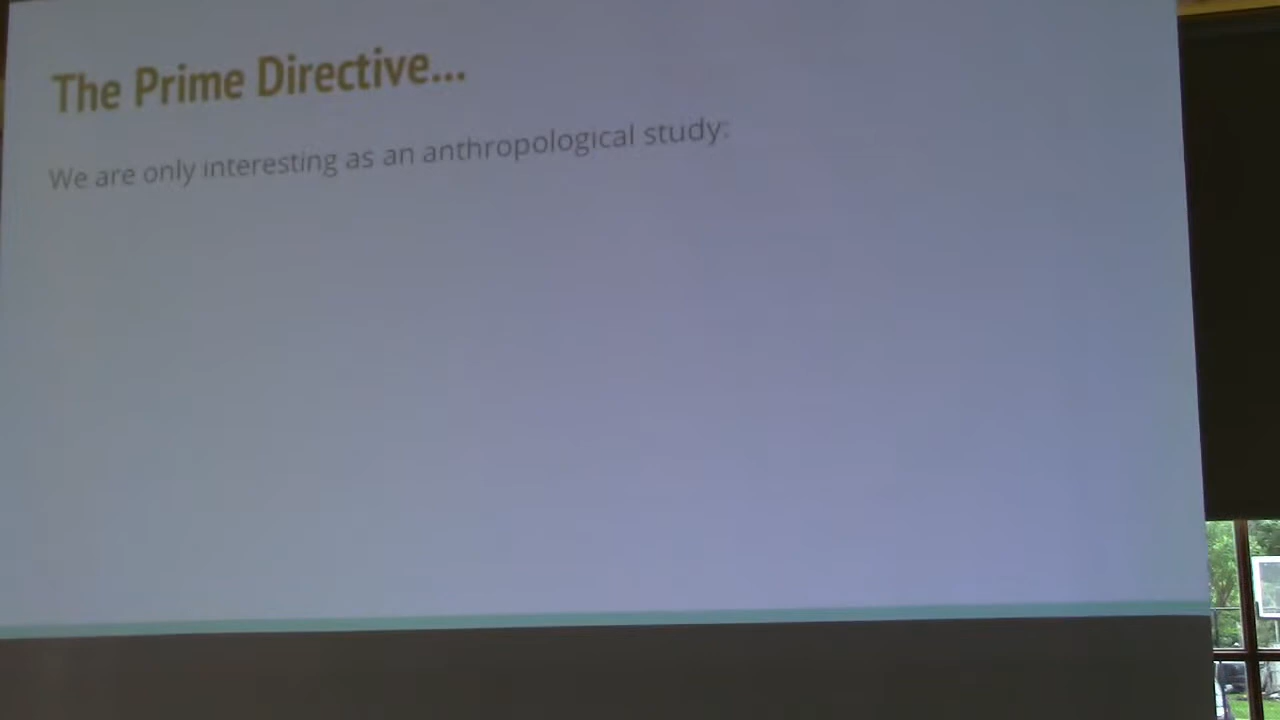 The Prime Directive...
We are only interesting as an anthropological study: